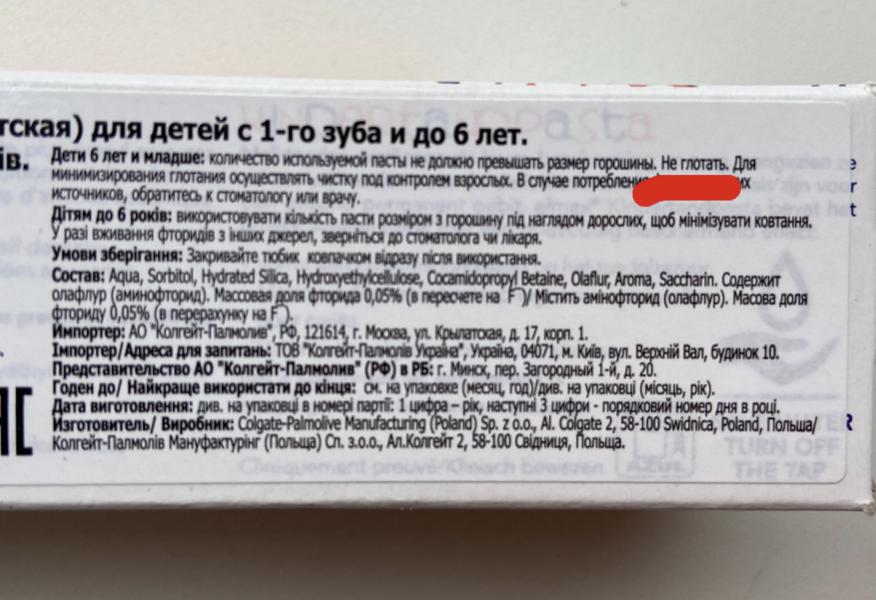 тская) для детей с 1-го зуба и до 6 лет.
ів. Дети 6 лет и младше: количество используемой пасты не должно превышать размер горошины. Не глотать. Для
минимизирования глотания осуществлять чистку под контролем взрослых. В случае потреблени их
источников, обратитесь к стоматологу или врачу.
Дітям до 6 років: використовувати кількість пасти розміром з горошину під наглядом дорослих, щоб мінімізувати ковтання.
У разі вживання фторидів з інших джерел, зверніться до стоматолога чи лікаря.
Умови зберігання: Закривайте тюбик ковпачком відразу після використання.
Состав: Aqua, Sorbitol, Hydrated Silica, Hydroxyethylcellulose, Cocamidopropyl Betaine, Olaflur, Aroma, Saccharin. Содержит
олафлур (аминофторид). Массовая доля фторида 0,05% (в пересчете на F⁻)/ Містить амінофторид (олафлур). Масова доля
фториду 0,05% (в перерахунку на F⁻).
Импортер: АО "Колгейт-Палмолив", РФ, 121614, г. Москва, ул. Крылатская, д. 17, корп. 1.
Імпортер/Адреса для запитань: ТОВ "Колгейт-Палмолів Україна", Україна, 04071, м. Київ, вул. Верхній Вал, будинок 10.
Представительство АО "Колгейт-Палмолив" (РФ) в РБ: г. Минск, пер. Загородный 1-й, д. 20.
Годен до/ Найкраще використати до кінця: см. на упаковке (месяц, год)/див. на упаковці (місяць, рік).
Дата виготовлення: див. на упаковці в номері партії: 1 цифра – рік, наступні 3 цифри - порядковий номер дня в році.
Изготовитель/ Виробник: Colgate-Palmolive Manufacturing (Poland) Sp. z o.o., Al. Colgate 2, 58-100 Swidnica, Poland, Польша/
Колгейт-Палмолів Мануфактурінг (Польща) Сп. з.о.о., Ал.Колгейт 2, 58-100 Свідниця, Польща.
TURN OFF
THE TAP
Cliniquement prouvé/Klinisch bewezen.